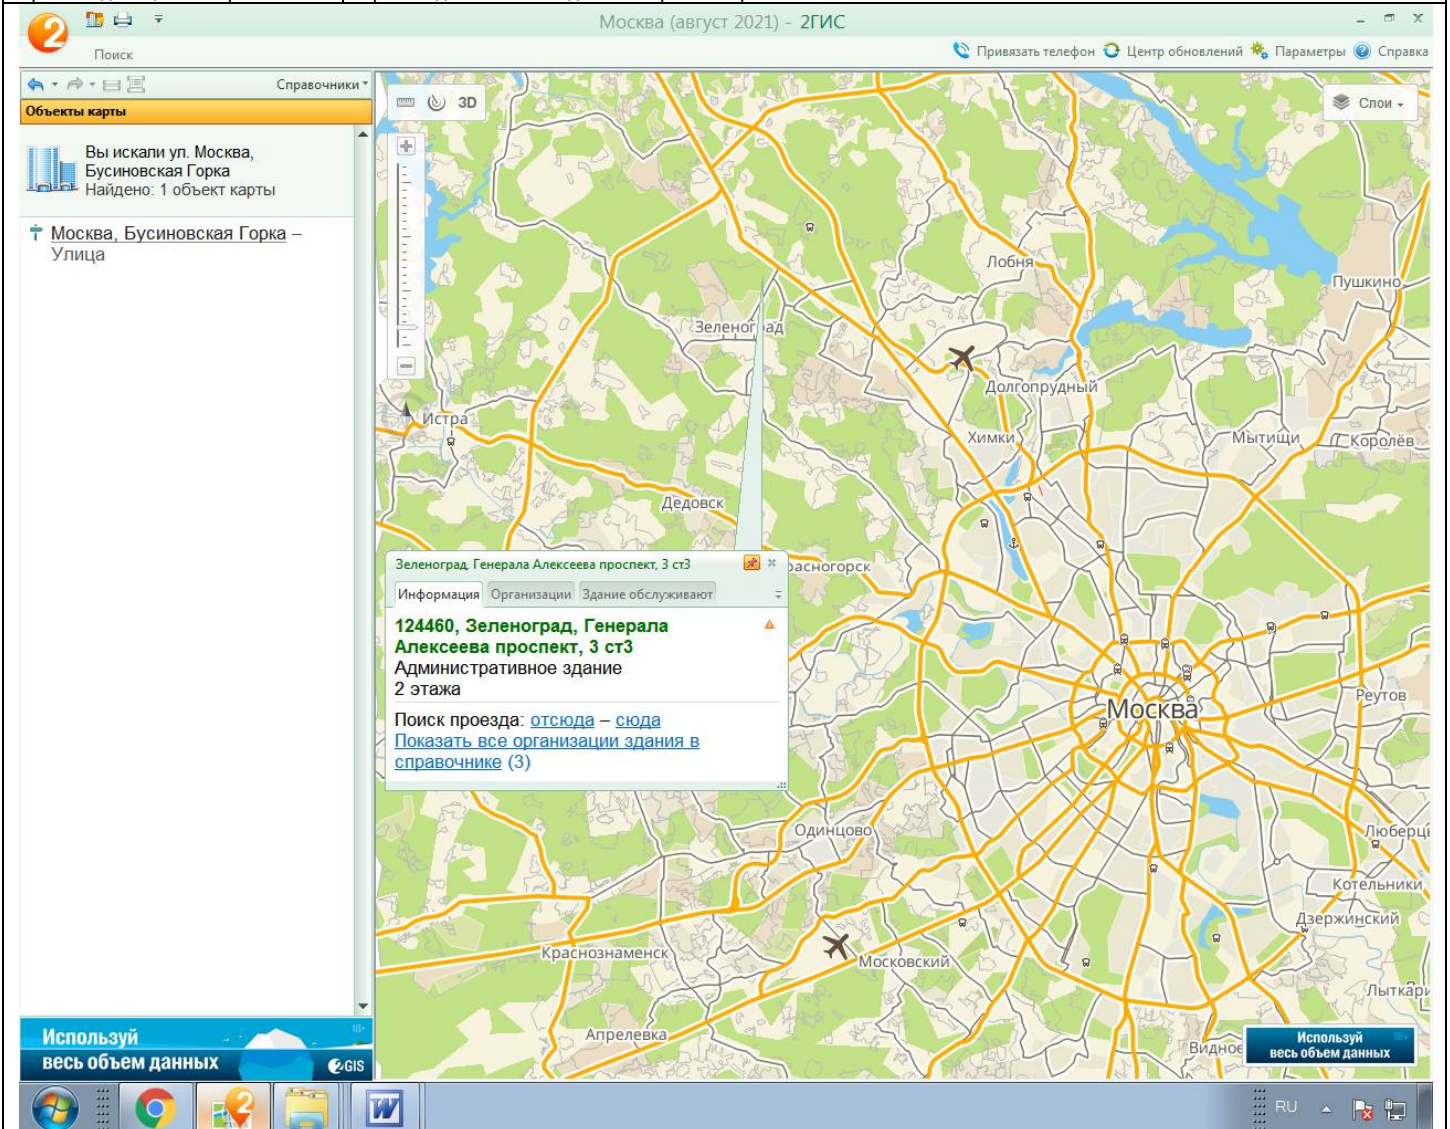 Москва (август 2021) - 2ГИС
Поиск
Привязать телефон
Центр обновлений
Параметры
Справка
Справочники
Объекты карты
Вы искали ул. Москва,
Бусиновская Горка
Найдено: 1 объект карты
Москва, Бусиновская Горка –
Улица
3D
Слои
Лобня
Пушкино
Зеленоград
Долгопрудный
Истра
Химки
Мытищи
Королёв
Дедовск
расногорск
Зеленоград, Генерала Алексеева проспект, 3 ст3
Информация
Организации
Здание обслуживают
124460, Зеленоград, Генерала
Алексеева проспект, 3 ст3
Административное здание
2 этажа
Поиск проезда: отсюда – сюда
Показать все организации здания в
справочнике (3)
Реутов
Москва
Одинцово
Люберцы
Котельники
Дзержинский
Краснознаменск
Московский
Лыткари
Апрелевка
Видное
Используй
весь объем данных
18+
2GIS
Используй
18+
весь объем данных
RU